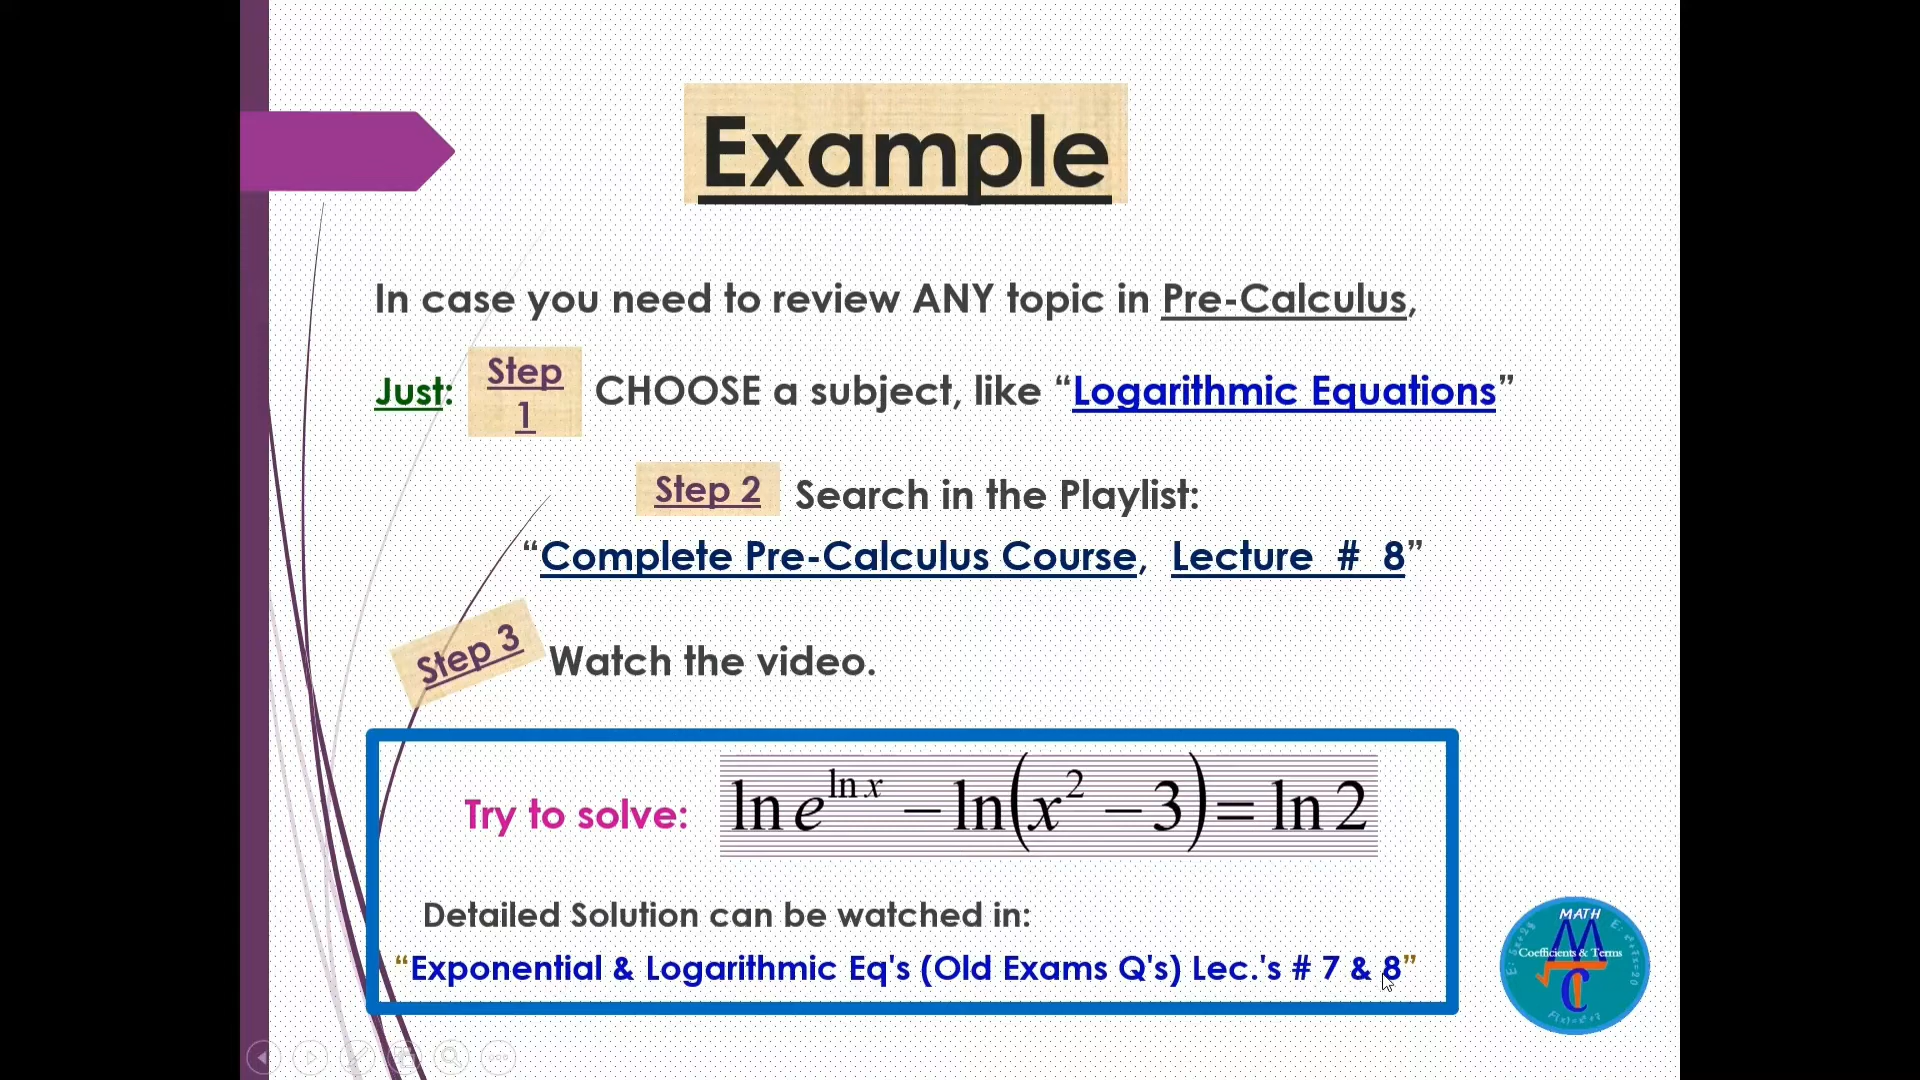 Example
In case you need to review ANY topic in Pre-Calculus,
Just: Step 1 CHOOSE a subject, like “Logarithmic Equations”
Step 2 Search in the Playlist:
“Complete Pre-Calculus Course, Lecture # 8”
Step 3 Watch the video.
Try to solve: ln e^{ln x} − ln(x² − 3) = ln 2
Detailed Solution can be watched in:
“Exponential & Logarithmic Eq's (Old Exams Q's) Lec.'s # 7 & 8”
MATH
Coefficients & Terms